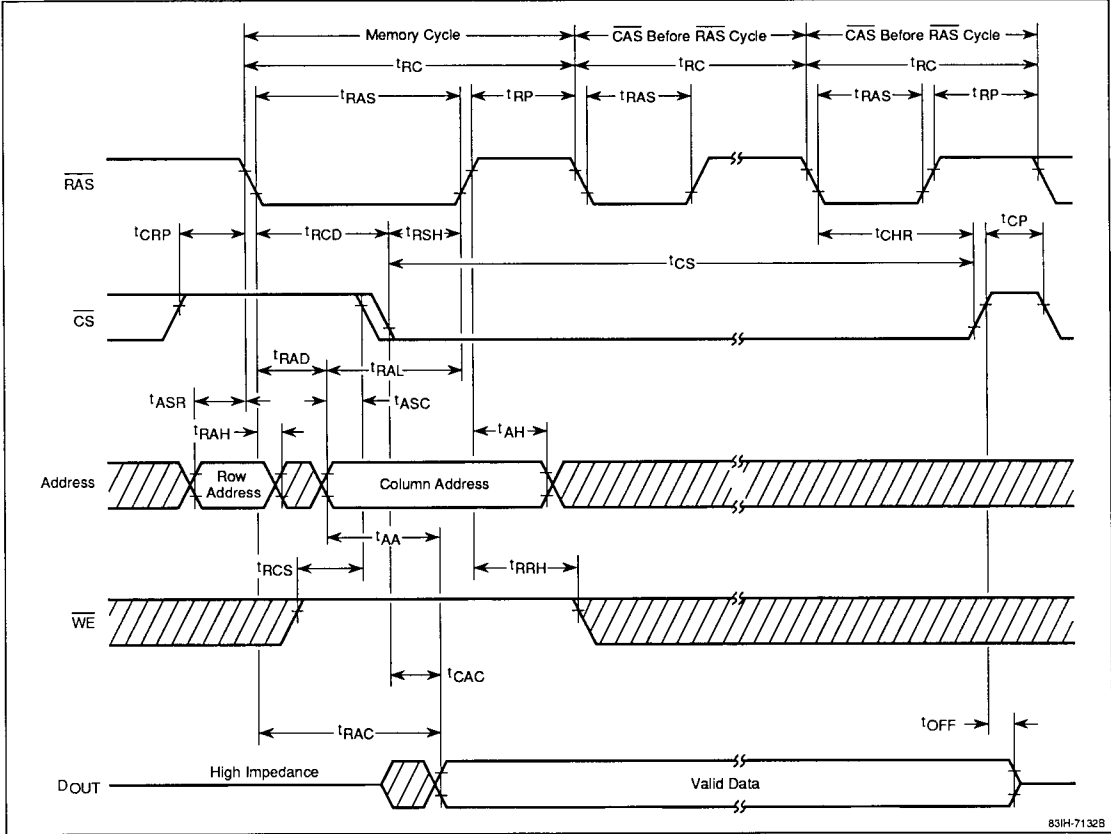 Memory Cycle
CAS Before RAS Cycle
CAS Before RAS Cycle
tRC
tRC
tRC
tRAS
tRP
tRAS
tRAS
tRP
RAS
tCRP
tRCD
tRSH
tCHR
tCP
tCS
CS
tRAD
tRAL
tASR
tASC
tRAH
tAH
Address
Row
Address
Column Address
tAA
tRCS
tRRH
WE
tCAC
tRAC
tOFF
High Impedance
DOUT
Valid Data
83IH-7132B